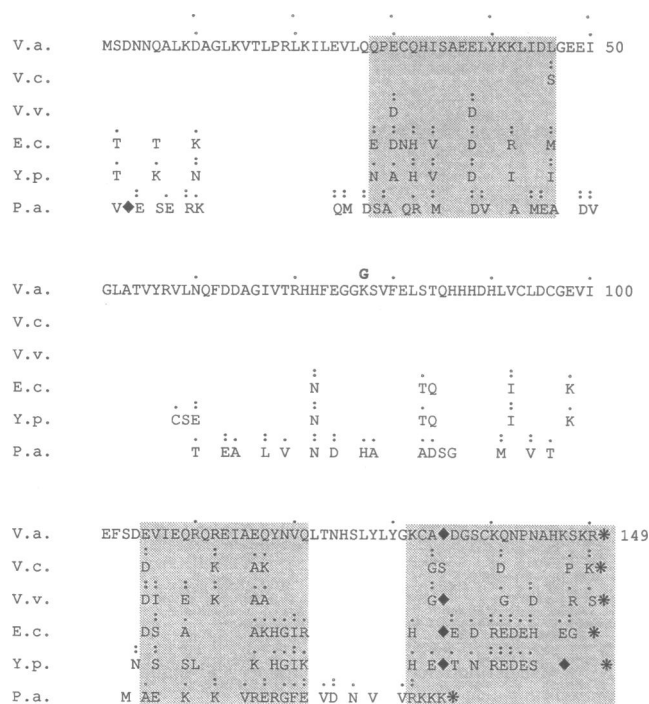 V.a. MSDNNQALKDAGLKVTLPRLKILEVLQQPECQHISAEELYKKLIDLGEEI 50
V.c. S
V.v. D D
E.c. T T K E DNH V D R M
Y.p. T K N N A H V D I I
P.a. V◆E SE RK QM DSA QR M DV A MEA DV
G
V.a. GLATVYRVLNQFDDAGIVTRHHFEGGKSVFELSTQHHHDHLVCLDCGEVI 100
V.c.
V.v.
E.c. N TQ I K
Y.p. CSE N TQ I K
P.a. T EA L V N D HA ADSG M V T
V.a. EFSDEVIEQRQREIAEQYNVQLTNHSLYLYGKCA◆DGSCKQNPNAHKSKR* 149
V.c. D K AK GS D P K*
V.v. DI E K AA G◆ G D R S*
E.c. DS A AKHGIR H ◆E D REDEH EG *
Y.p. N S SL K HGIK H E◆T N REDES ◆ *
P.a. M AE K K VRERGFE VD N V VRKKK*